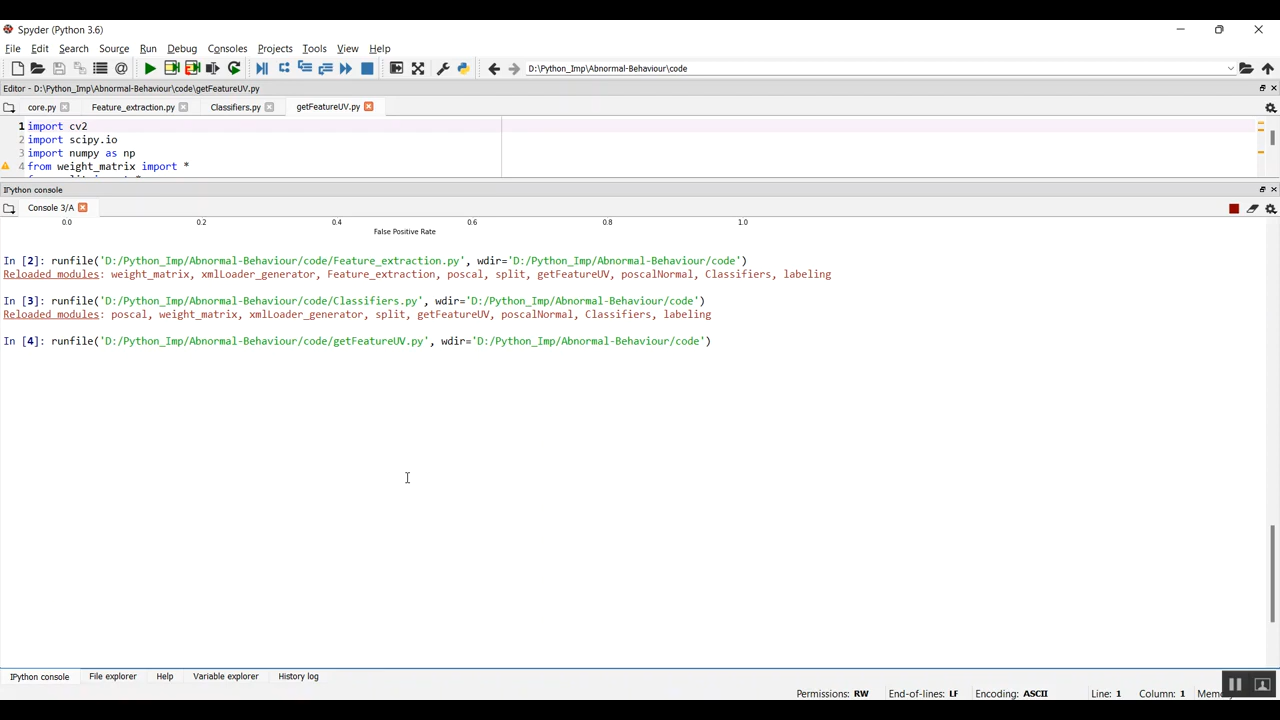 Spyder (Python 3.6)
File Edit Search Source Run Debug Consoles Projects Tools View Help
D:\Python_Imp\Abnormal-Behaviour\code
Editor - D:\Python_Imp\Abnormal-Behaviour\code\getFeatureUV.py
core.py Feature_extraction.py Classifiers.py getFeatureUV.py
1 import cv2
2 import scipy.io
3 import numpy as np
4 from weight_matrix import *
IPython console
Console 3/A
0.0 0.2 0.4 0.6 0.8 1.0
False Positive Rate
In [2]: runfile('D:/Python_Imp/Abnormal-Behaviour/code/Feature_extraction.py', wdir='D:/Python_Imp/Abnormal-Behaviour/code')
Reloaded modules: weight_matrix, xmlLoader_generator, Feature_extraction, poscal, split, getFeatureUV, poscalNormal, Classifiers, labeling
In [3]: runfile('D:/Python_Imp/Abnormal-Behaviour/code/Classifiers.py', wdir='D:/Python_Imp/Abnormal-Behaviour/code')
Reloaded modules: poscal, weight_matrix, xmlLoader_generator, split, getFeatureUV, poscalNormal, Classifiers, labeling
In [4]: runfile('D:/Python_Imp/Abnormal-Behaviour/code/getFeatureUV.py', wdir='D:/Python_Imp/Abnormal-Behaviour/code')
IPython console File explorer Help Variable explorer History log
Permissions: RW End-of-lines: LF Encoding: ASCII Line: 1 Column: 1